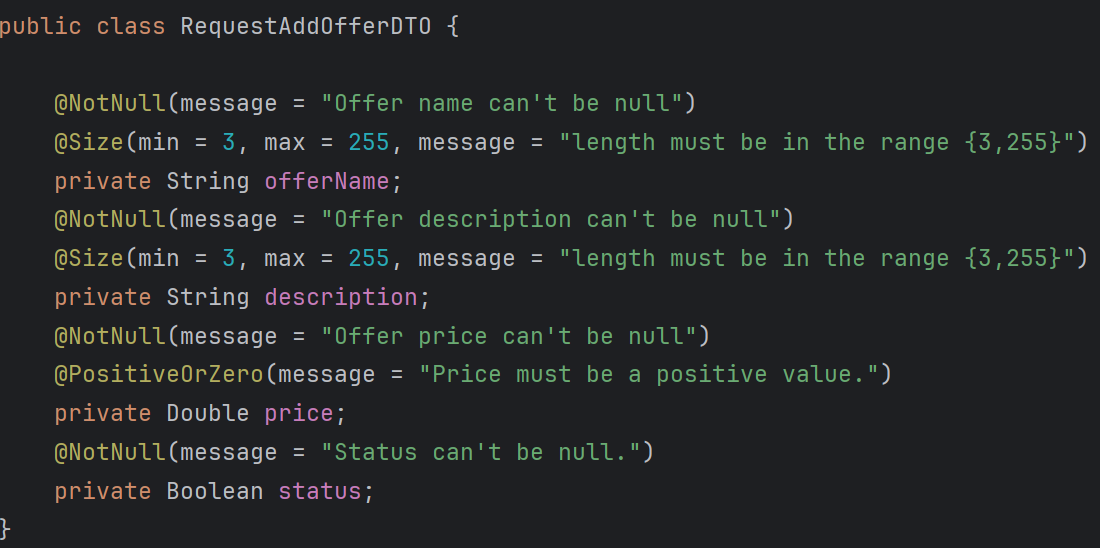 public class RequestAddOfferDTO {
@NotNull(message = "Offer name can't be null")
@Size(min = 3, max = 255, message = "length must be in the range {3,255}")
private String offerName;
@NotNull(message = "Offer description can't be null")
@Size(min = 3, max = 255, message = "length must be in the range {3,255}")
private String description;
@NotNull(message = "Offer price can't be null")
@PositiveOrZero(message = "Price must be a positive value.")
private Double price;
@NotNull(message = "Status can't be null.")
private Boolean status;
}